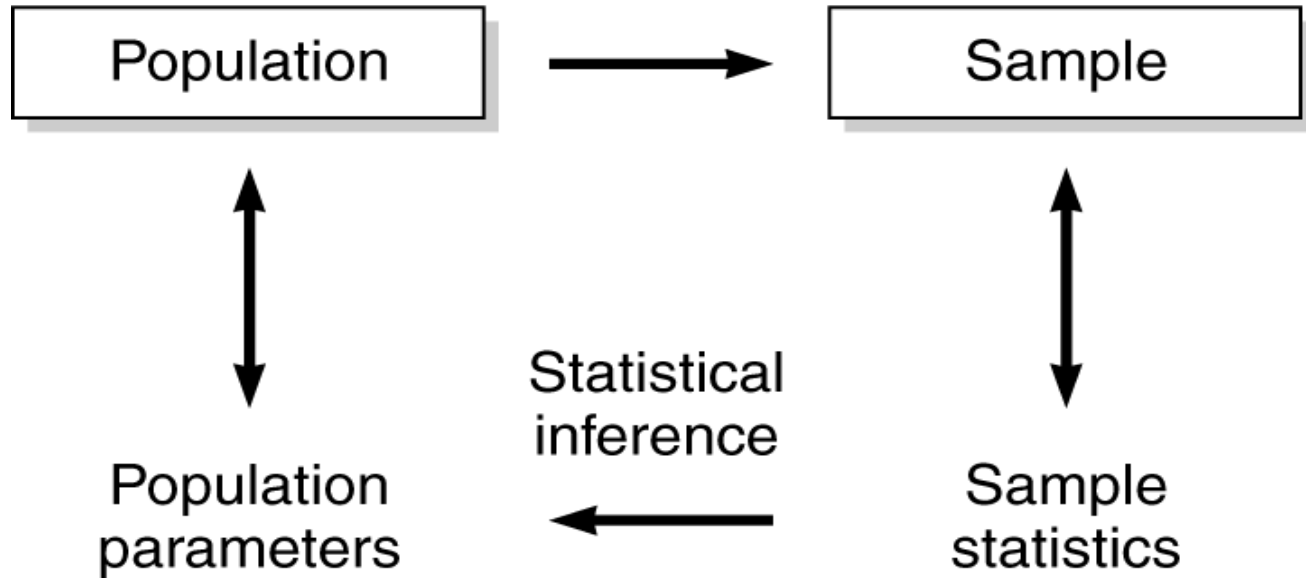 Population
Sample
Statistical
inference
Population
parameters
Sample
statistics